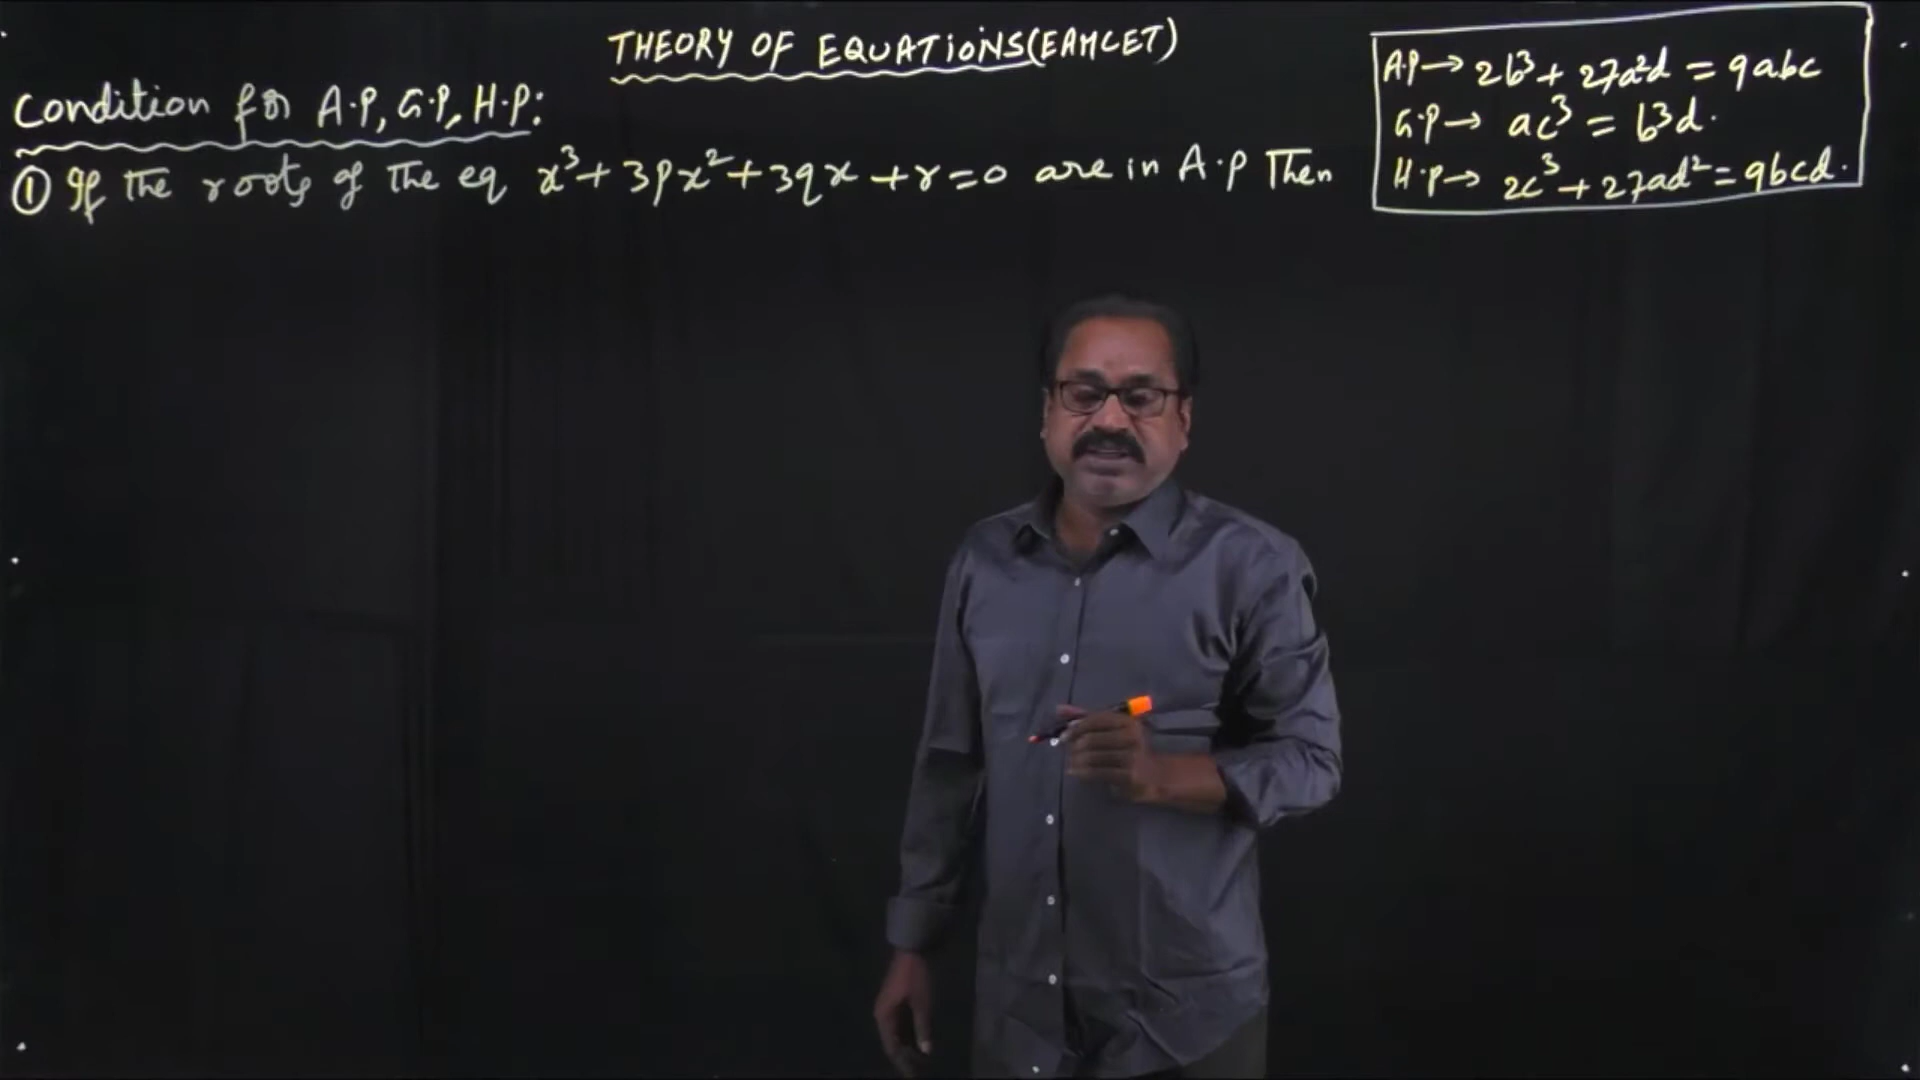 THEORY OF EQUATIONS(EAMCET)
Condition for A.P, G.P, H.P:
① If the roots of the eq x³+3px²+3qx+r=0 are in A.P Then
A.P→ 2b³+27a²d=9abc
G.P→ ac³=b³d.
H.P→ 2c³+27ad²=9bcd.